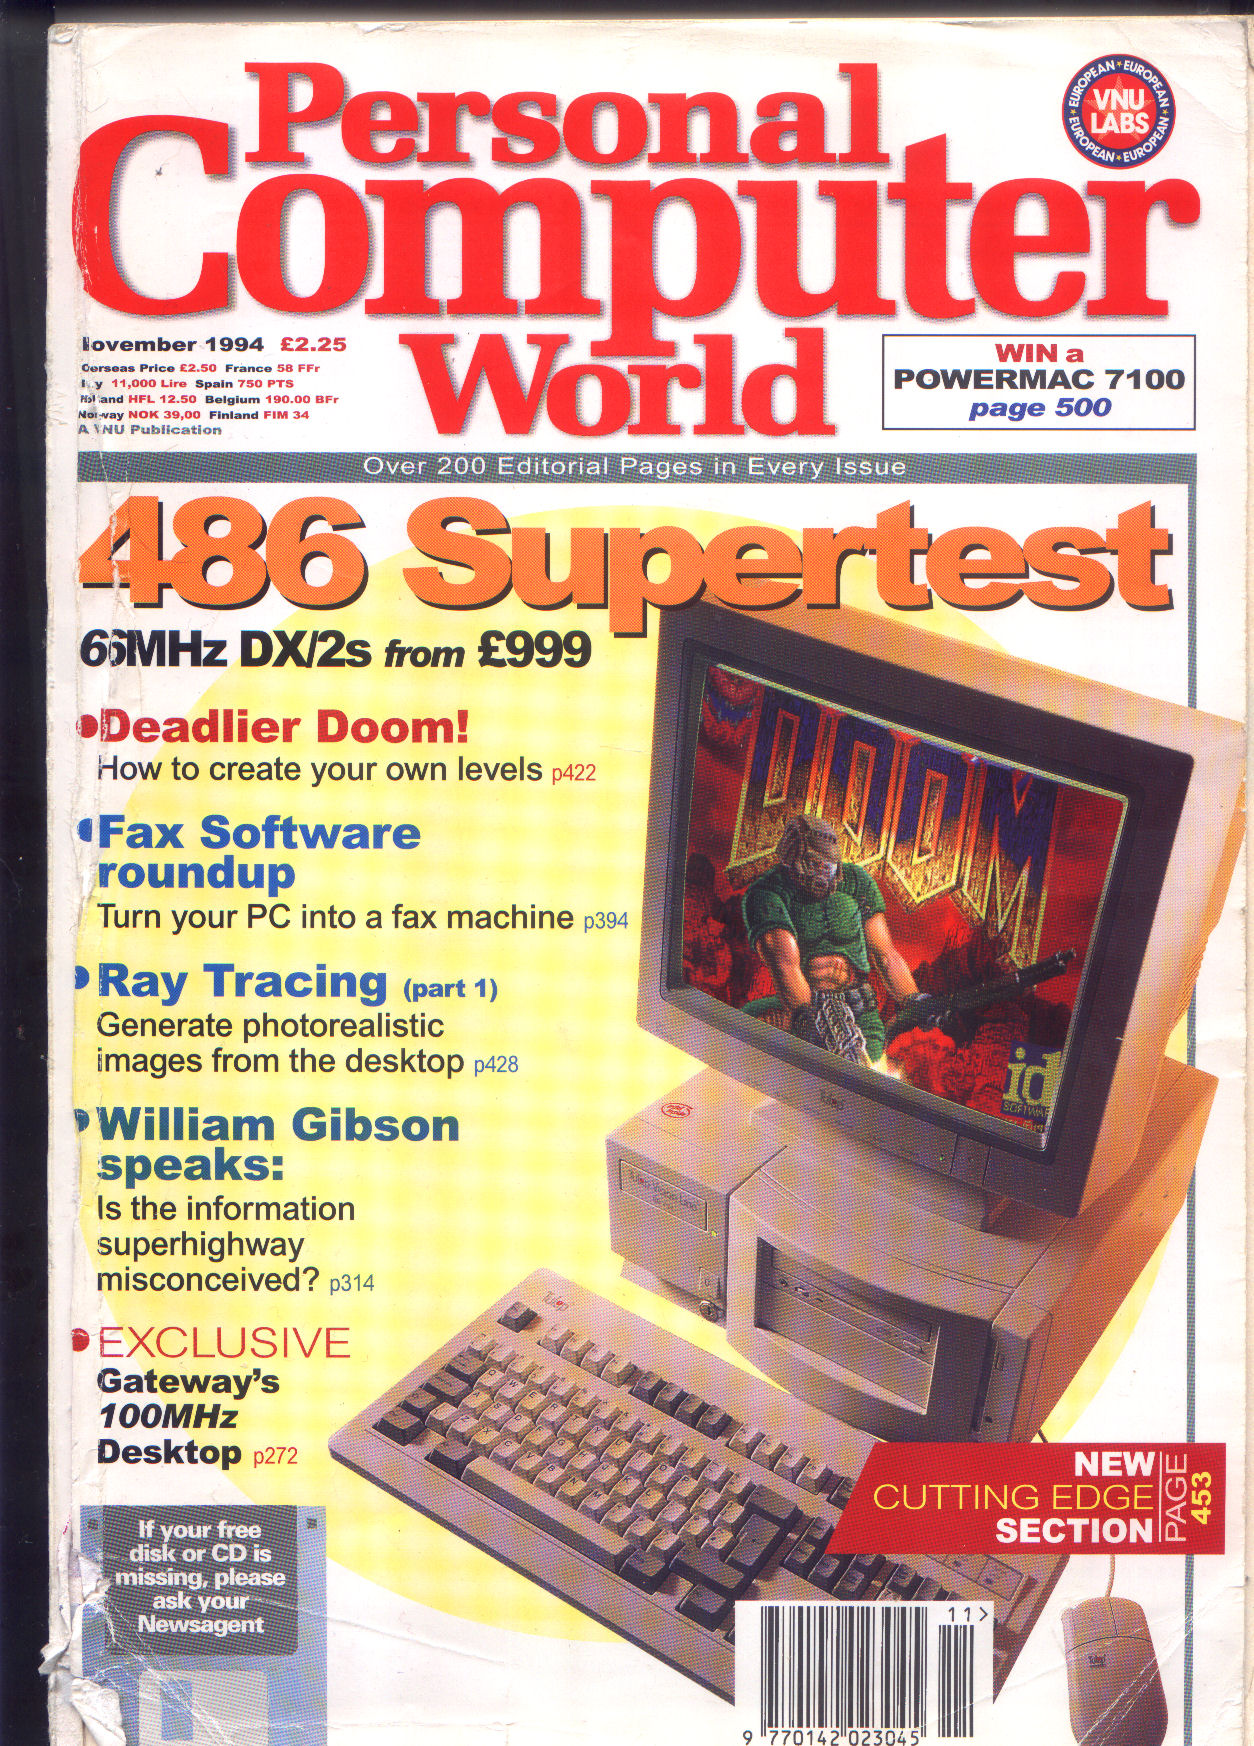 Personal
Computer
World
EUROPEAN * EUROPEAN * EUROPEAN * EUROPEAN
VNU
LABS
November 1994 £2.25
Overseas Price £2.50 France 58 FFr
Italy 11,000 Lire Spain 750 PTS
Holland HFL 12.50 Belgium 190.00 BFr
Norway NOK 39,00 Finland FIM 34
A VNU Publication
WIN a
POWERMAC 7100
page 500
Over 200 Editorial Pages in Every Issue
486 Supertest
66MHz DX/2s from £999
•Deadlier Doom!
How to create your own levels p422
•Fax Software
roundup
Turn your PC into a fax machine p394
•Ray Tracing (part 1)
Generate photorealistic
images from the desktop p428
•William Gibson
speaks:
Is the information
superhighway
misconceived? p314
•EXCLUSIVE
Gateway's
100MHz
Desktop p272
DOOM
id
SOFTWARE
NEW
CUTTING EDGE
SECTION
PAGE
453
If your free
disk or CD is
missing, please
ask your
Newsagent
11>
9 770142 023045